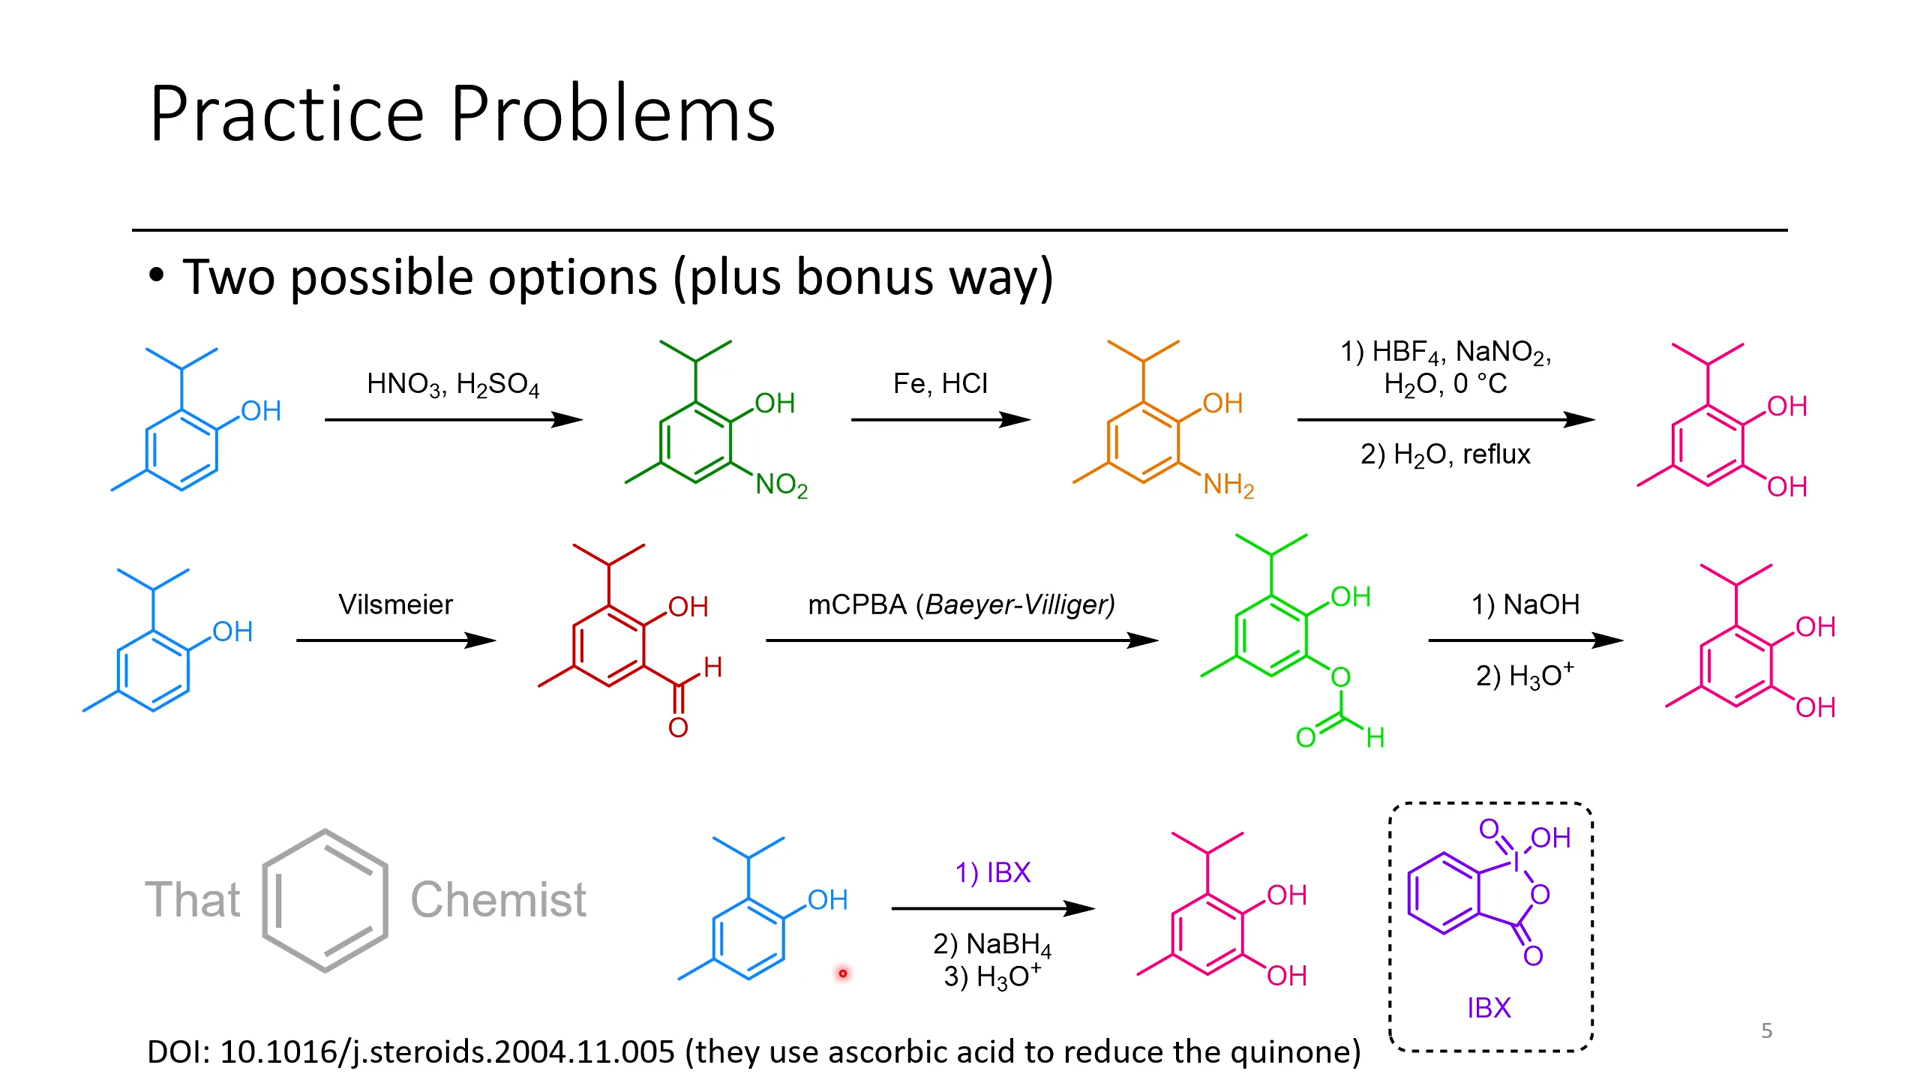 Practice Problems
• Two possible options (plus bonus way)
OH
HNO3, H2SO4
OH
NO2
Fe, HCl
OH
NH2
1) HBF4, NaNO2,
H2O, 0 °C
2) H2O, reflux
OH
OH
OH
Vilsmeier
OH
H
O
mCPBA (Baeyer-Villiger)
OH
O
O
H
1) NaOH
2) H3O+
OH
OH
That Chemist
OH
1) IBX
2) NaBH4
3) H3O+
OH
OH
O
OH
I
O
O
IBX
5
DOI: 10.1016/j.steroids.2004.11.005 (they use ascorbic acid to reduce the quinone)